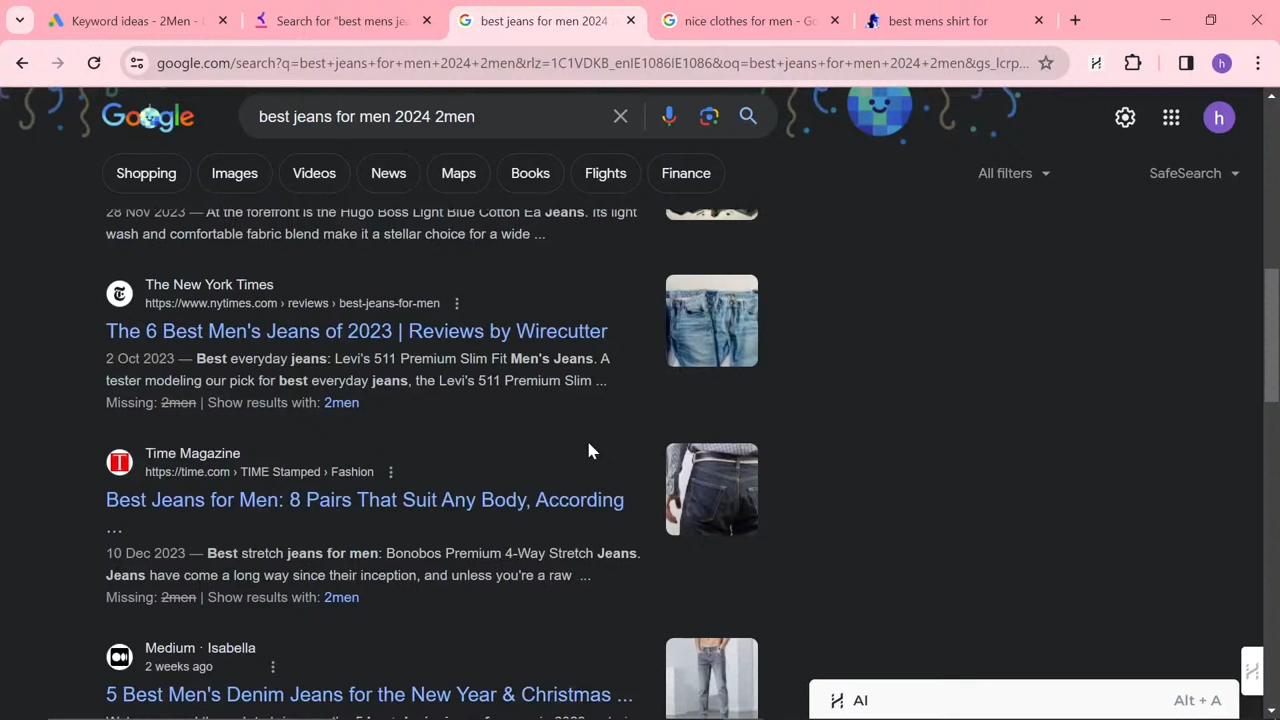 Keyword ideas - 2Men -
Search for "best mens je
best jeans for men 2024
nice clothes for men - Go
best mens shirt for
google.com/search?q=best+jeans+for+men+2024+2men&rlz=1C1VDKB_enIE1086IE1086&oq=best+jeans+for+men+2024+2men&gs_lcrp...
h
Google
best jeans for men 2024 2men
h
Shopping
Images
Videos
News
Maps
Books
Flights
Finance
All filters
SafeSearch
28 Nov 2023 — At the forefront is the Hugo Boss Light Blue Cotton Ea Jeans. Its light
wash and comfortable fabric blend make it a stellar choice for a wide ...
The New York Times
https://www.nytimes.com › reviews › best-jeans-for-men
The 6 Best Men's Jeans of 2023 | Reviews by Wirecutter
2 Oct 2023 — Best everyday jeans: Levi's 511 Premium Slim Fit Men's Jeans. A
tester modeling our pick for best everyday jeans, the Levi's 511 Premium Slim ...
Missing: 2men | Show results with: 2men
Time Magazine
https://time.com › TIME Stamped › Fashion
Best Jeans for Men: 8 Pairs That Suit Any Body, According
...
10 Dec 2023 — Best stretch jeans for men: Bonobos Premium 4-Way Stretch Jeans.
Jeans have come a long way since their inception, and unless you're a raw ...
Missing: 2men | Show results with: 2men
Medium · Isabella
2 weeks ago
5 Best Men's Denim Jeans for the New Year & Christmas ...
AI
Alt + A